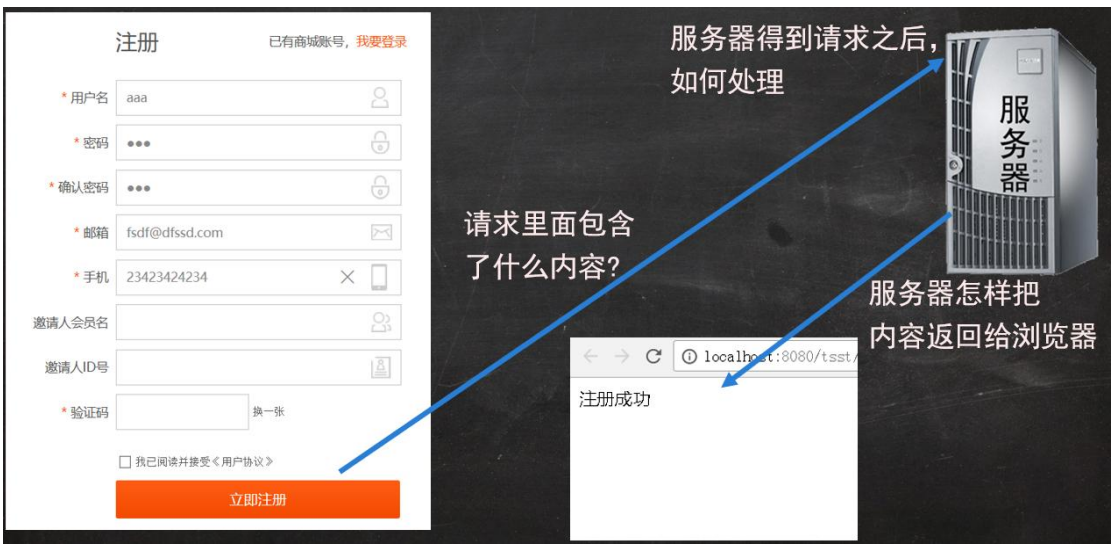 注册
已有商城账号，我要登录
* 用户名 aaa
* 密码 ●●●
* 确认密码 ●●●
* 邮箱 fsdf@dfssd.com
* 手机 23423424234
邀请人会员名
邀请人ID号
* 验证码 换一张
我已阅读并接受《用户协议》
立即注册
请求里面包含
了什么内容?
服务器得到请求之后，
如何处理
服务器
服务器怎样把
内容返回给浏览器
localhost:8080/tsst/
注册成功